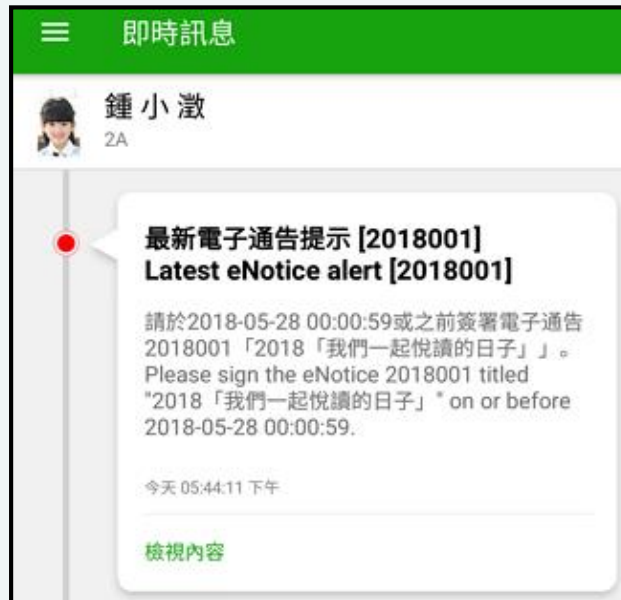 即時訊息
鍾 小 澂
2A
最新電子通告提示 [2018001]
Latest eNotice alert [2018001]
請於2018-05-28 00:00:59或之前簽署電子通告
2018001「2018「我們一起悅讀的日子」」。
Please sign the eNotice 2018001 titled
"2018「我們一起悅讀的日子」" on or before
2018-05-28 00:00:59.
今天 05:44:11 下午
檢視內容